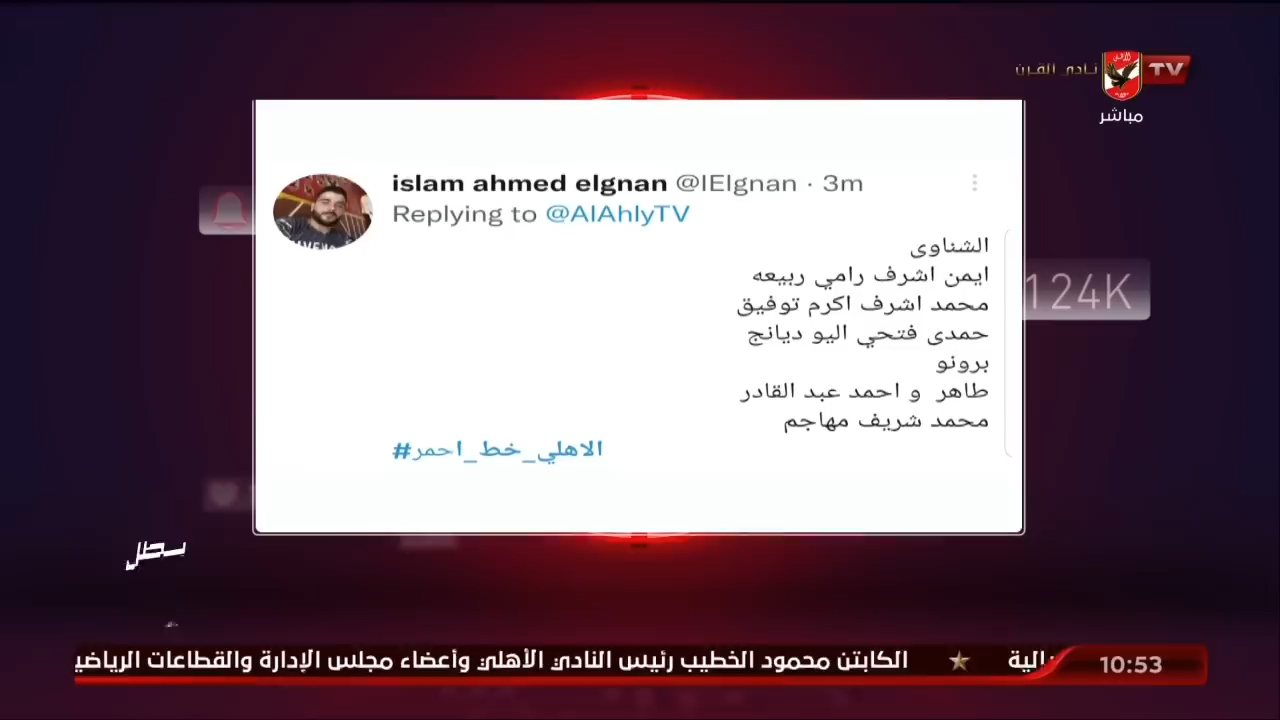 نادي القرن
TV
مباشر
islam ahmed elgnan @IElgnan · 3m
Replying to @AlAhlyTV
الشناوى
ايمن اشرف رامي ربيعه
محمد اشرف اكرم توفيق
حمدى فتحي اليو ديانج
برونو
طاهر و احمد عبد القادر
محمد شريف مهاجم
#الاهلي_خط_احمر
124K
الكابتن محمود الخطيب رئيس النادي الأهلي وأعضاء مجلس الإدارة والقطاعات
10:53